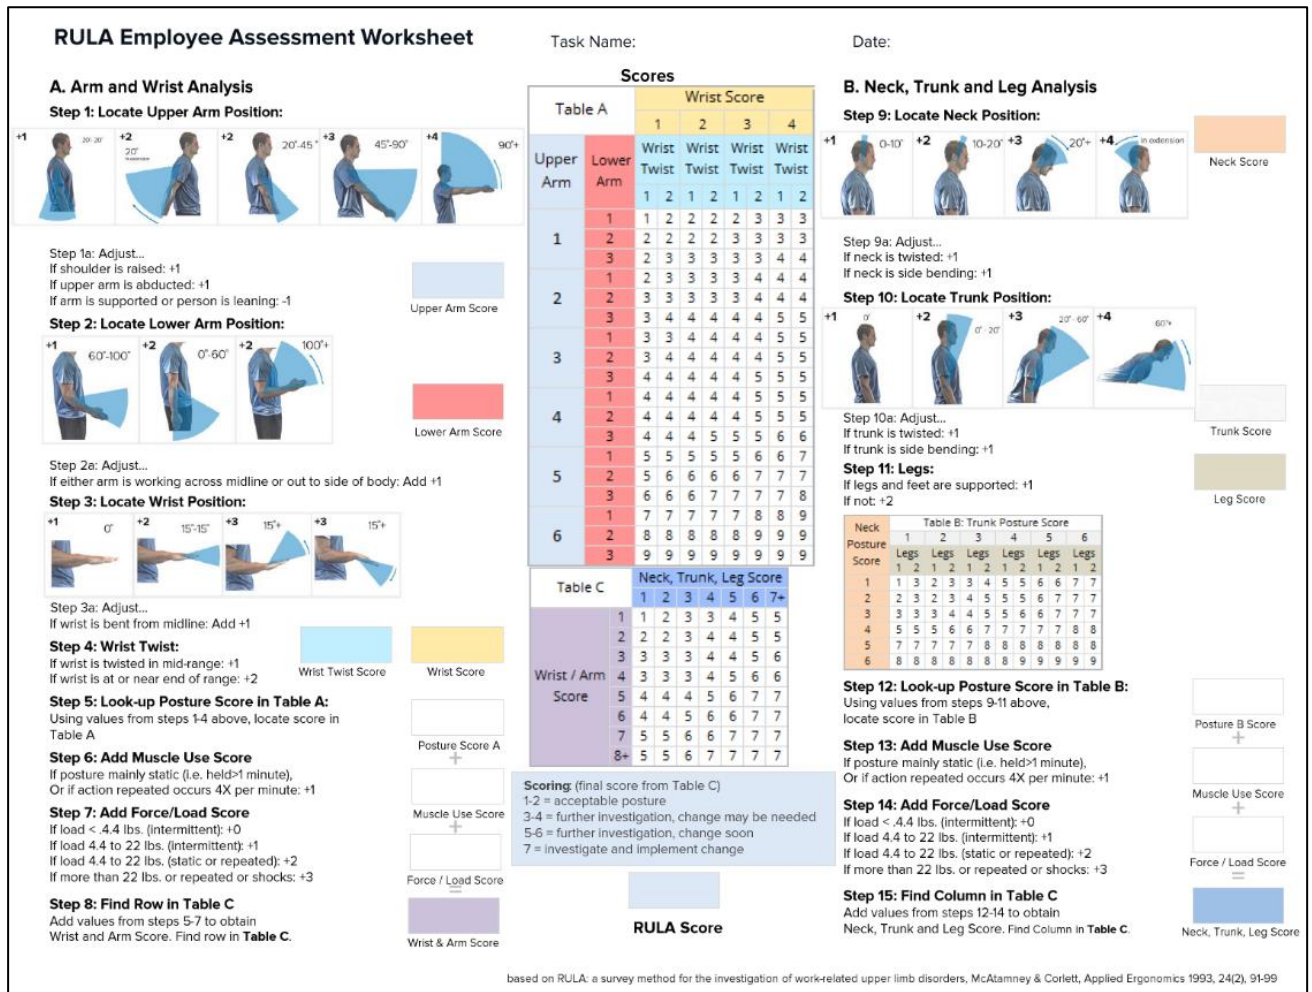 RULA Employee Assessment Worksheet
Task Name:
Date:
A. Arm and Wrist Analysis
Step 1: Locate Upper Arm Position:
+1 20°-20° +2 20° +2 20°-45° +3 45°-90° +4 90°+
Step 1a: Adjust...
If shoulder is raised: +1
If upper arm is abducted: +1
If arm is supported or person is leaning: -1
Upper Arm Score
Step 2: Locate Lower Arm Position:
+1 60°-100° +2 0°-60° +2 100°+
Lower Arm Score
Step 2a: Adjust...
If either arm is working across midline or out to side of body: Add +1
Step 3: Locate Wrist Position:
+1 0° +2 15°-15° +3 15°+ +3 15°+
Step 3a: Adjust...
If wrist is bent from midline: Add +1
Step 4: Wrist Twist:
If wrist is twisted in mid-range: +1
If wrist is at or near end of range: +2
Wrist Twist Score
Wrist Score
Step 5: Look-up Posture Score in Table A:
Using values from steps 1-4 above, locate score in
Table A
Posture Score A
+
Step 6: Add Muscle Use Score
If posture mainly static (i.e. held>1 minute),
Or if action repeated occurs 4X per minute: +1
Muscle Use Score
+
Step 7: Add Force/Load Score
If load < .4.4 lbs. (intermittent): +0
If load 4.4 to 22 lbs. (intermittent): +1
If load 4.4 to 22 lbs. (static or repeated): +2
If more than 22 lbs. or repeated or shocks: +3
Force / Load Score
=
Step 8: Find Row in Table C
Add values from steps 5-7 to obtain
Wrist and Arm Score. Find row in Table C.
Wrist & Arm Score
Scores
Table A
Wrist Score
1 2 3 4
Upper Arm
Lower Arm
Wrist Twist Wrist Twist Wrist Twist Wrist Twist
1 2 1 2 1 2 1 2
1
1 1 2 2 2 2 3 3 3
2 2 2 2 2 3 3 3 3
3 2 3 3 3 3 3 4 4
2
1 2 3 3 3 3 4 4 4
2 3 3 3 3 3 4 4 4
3 3 4 4 4 4 4 5 5
3
1 3 3 4 4 4 4 5 5
2 3 4 4 4 4 4 5 5
3 4 4 4 4 4 5 5 5
4
1 4 4 4 4 4 5 5 5
2 4 4 4 4 4 5 5 5
3 4 4 4 5 5 5 6 6
5
1 5 5 5 5 5 6 6 7
2 5 6 6 6 6 7 7 7
3 6 6 6 7 7 7 7 8
6
1 7 7 7 7 7 8 8 9
2 8 8 8 8 8 9 9 9
3 9 9 9 9 9 9 9 9
Table C
Neck, Trunk, Leg Score
1 2 3 4 5 6 7+
Wrist / Arm Score
1 1 2 3 3 4 5 5
2 2 2 3 4 4 5 5
3 3 3 3 4 4 5 6
4 3 3 3 4 5 6 6
5 4 4 4 5 6 7 7
6 4 4 5 6 6 7 7
7 5 5 6 6 7 7 7
8+ 5 5 6 7 7 7 7
Scoring: (final score from Table C)
1-2 = acceptable posture
3-4 = further investigation, change may be needed
5-6 = further investigation, change soon
7 = investigate and implement change
RULA Score
B. Neck, Trunk and Leg Analysis
Step 9: Locate Neck Position:
+1 0-10° +2 10-20° +3 20°+ +4 in extension
Neck Score
Step 9a: Adjust...
If neck is twisted: +1
If neck is side bending: +1
Step 10: Locate Trunk Position:
+1 0° +2 0°-20° +3 20°-60° +4 60°+
Trunk Score
Step 10a: Adjust...
If trunk is twisted: +1
If trunk is side bending: +1
Step 11: Legs:
If legs and feet are supported: +1
If not: +2
Leg Score
Neck Posture Score
Table B: Trunk Posture Score
1 2 3 4 5 6
Legs Legs Legs Legs Legs Legs
1 2 1 2 1 2 1 2 1 2 1 2
1 1 3 2 3 3 4 5 5 6 6 7 7
2 2 3 2 3 4 5 5 5 6 7 7 7
3 3 3 3 4 4 5 5 6 6 7 7 7
4 5 5 5 6 6 7 7 7 7 7 8 8
5 7 7 7 7 7 8 8 8 8 8 8 8
6 8 8 8 8 8 8 8 9 9 9 9 9
Step 12: Look-up Posture Score in Table B:
Using values from steps 9-11 above,
locate score in Table B
Posture B Score
+
Step 13: Add Muscle Use Score
If posture mainly static (i.e. held>1 minute),
Or if action repeated occurs 4X per minute: +1
Muscle Use Score
+
Step 14: Add Force/Load Score
If load < .4.4 lbs. (intermittent): +0
If load 4.4 to 22 lbs. (intermittent): +1
If load 4.4 to 22 lbs. (static or repeated): +2
If more than 22 lbs. or repeated or shocks: +3
Force / Load Score
=
Step 15: Find Column in Table C
Add values from steps 12-14 to obtain
Neck, Trunk and Leg Score. Find Column in Table C.
Neck, Trunk, Leg Score
based on RULA: a survey method for the investigation of work-related upper limb disorders, McAtamney & Corlett, Applied Ergonomics 1993, 24(2), 91-99